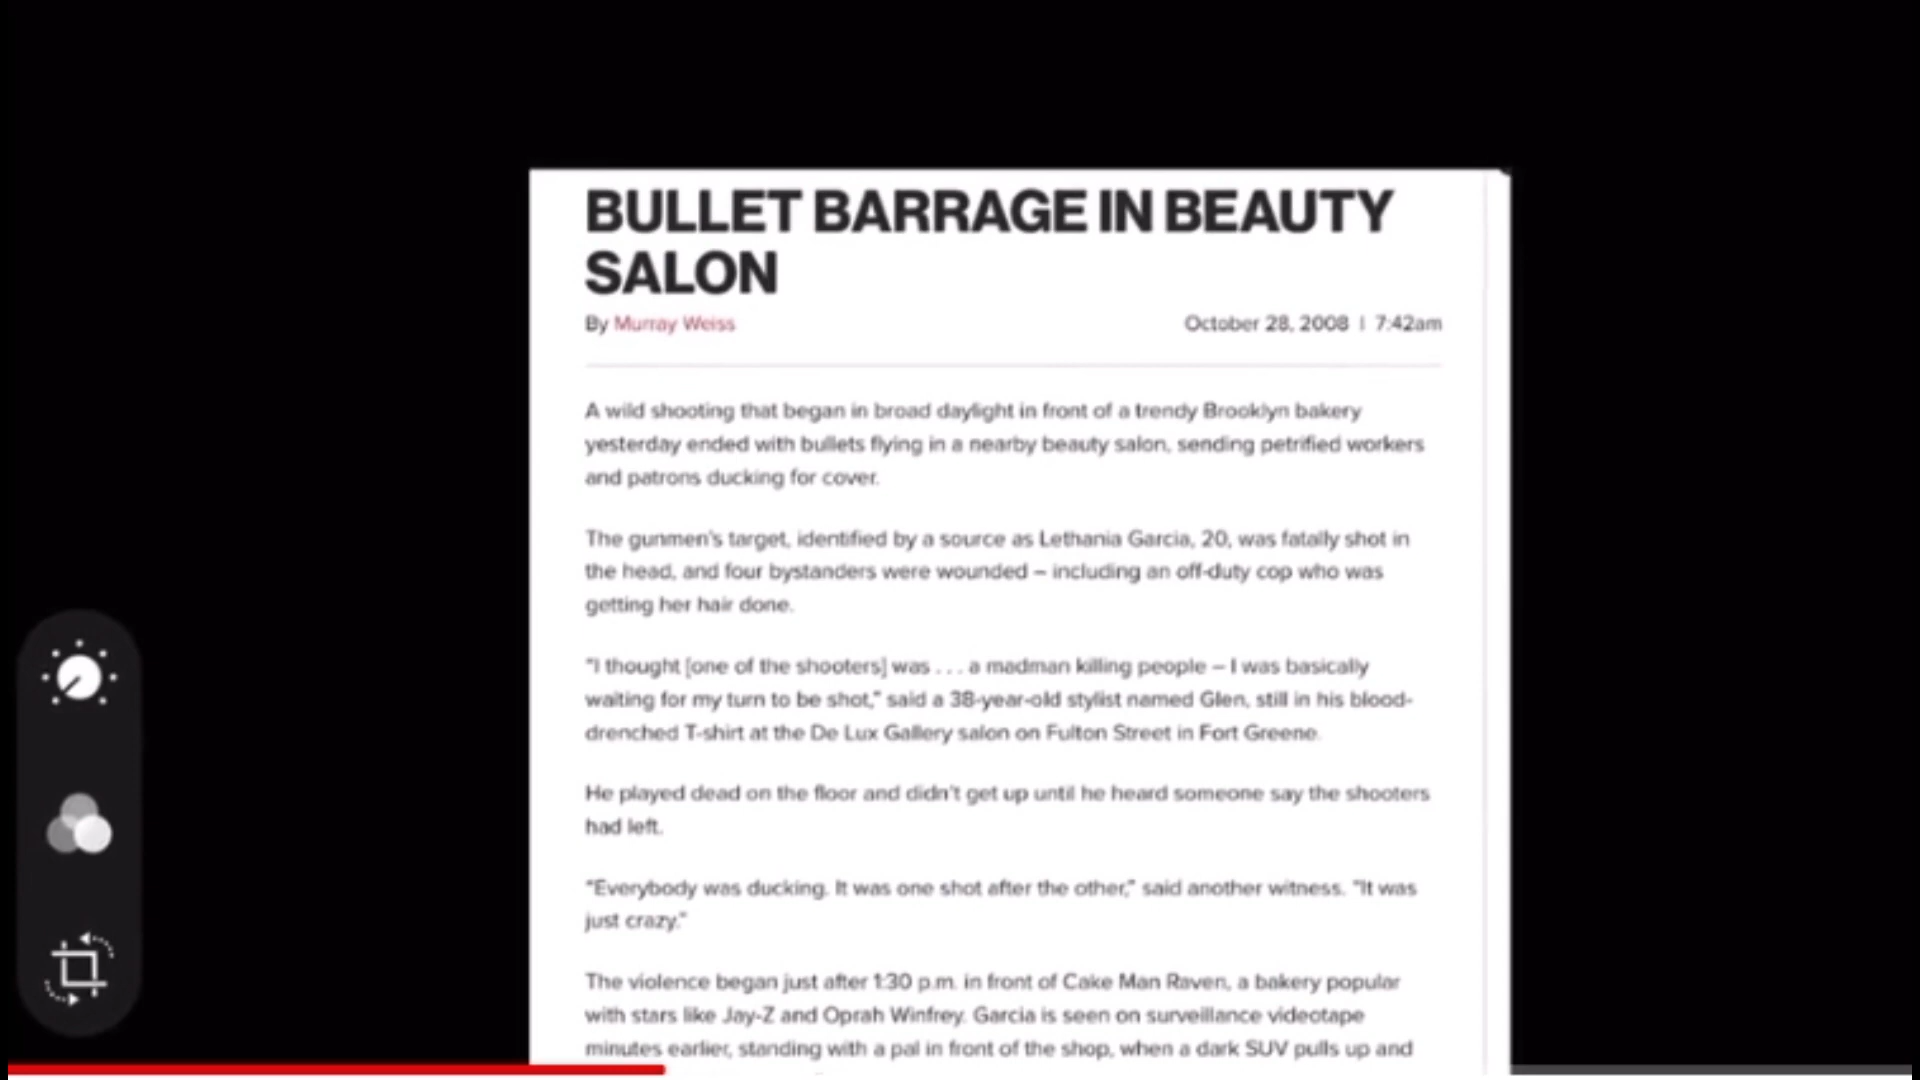 BULLET BARRAGE IN BEAUTY
SALON
By Murray Weiss October 28, 2008 | 7:42am
A wild shooting that began in broad daylight in front of a trendy Brooklyn bakery
yesterday ended with bullets flying in a nearby beauty salon, sending petrified workers
and patrons ducking for cover.
The gunmen's target, identified by a source as Lethania Garcia, 20, was fatally shot in
the head, and four bystanders were wounded – including an off-duty cop who was
getting her hair done.
"I thought [one of the shooters] was . . . a madman killing people – I was basically
waiting for my turn to be shot," said a 38-year-old stylist named Glen, still in his blood-
drenched T-shirt at the De Lux Gallery salon on Fulton Street in Fort Greene.
He played dead on the floor and didn't get up until he heard someone say the shooters
had left.
"Everybody was ducking. It was one shot after the other," said another witness. "It was
just crazy."
The violence began just after 1:30 p.m. in front of Cake Man Raven, a bakery popular
with stars like Jay-Z and Oprah Winfrey. Garcia is seen on surveillance videotape
minutes earlier, standing with a pal in front of the shop, when a dark SUV pulls up and